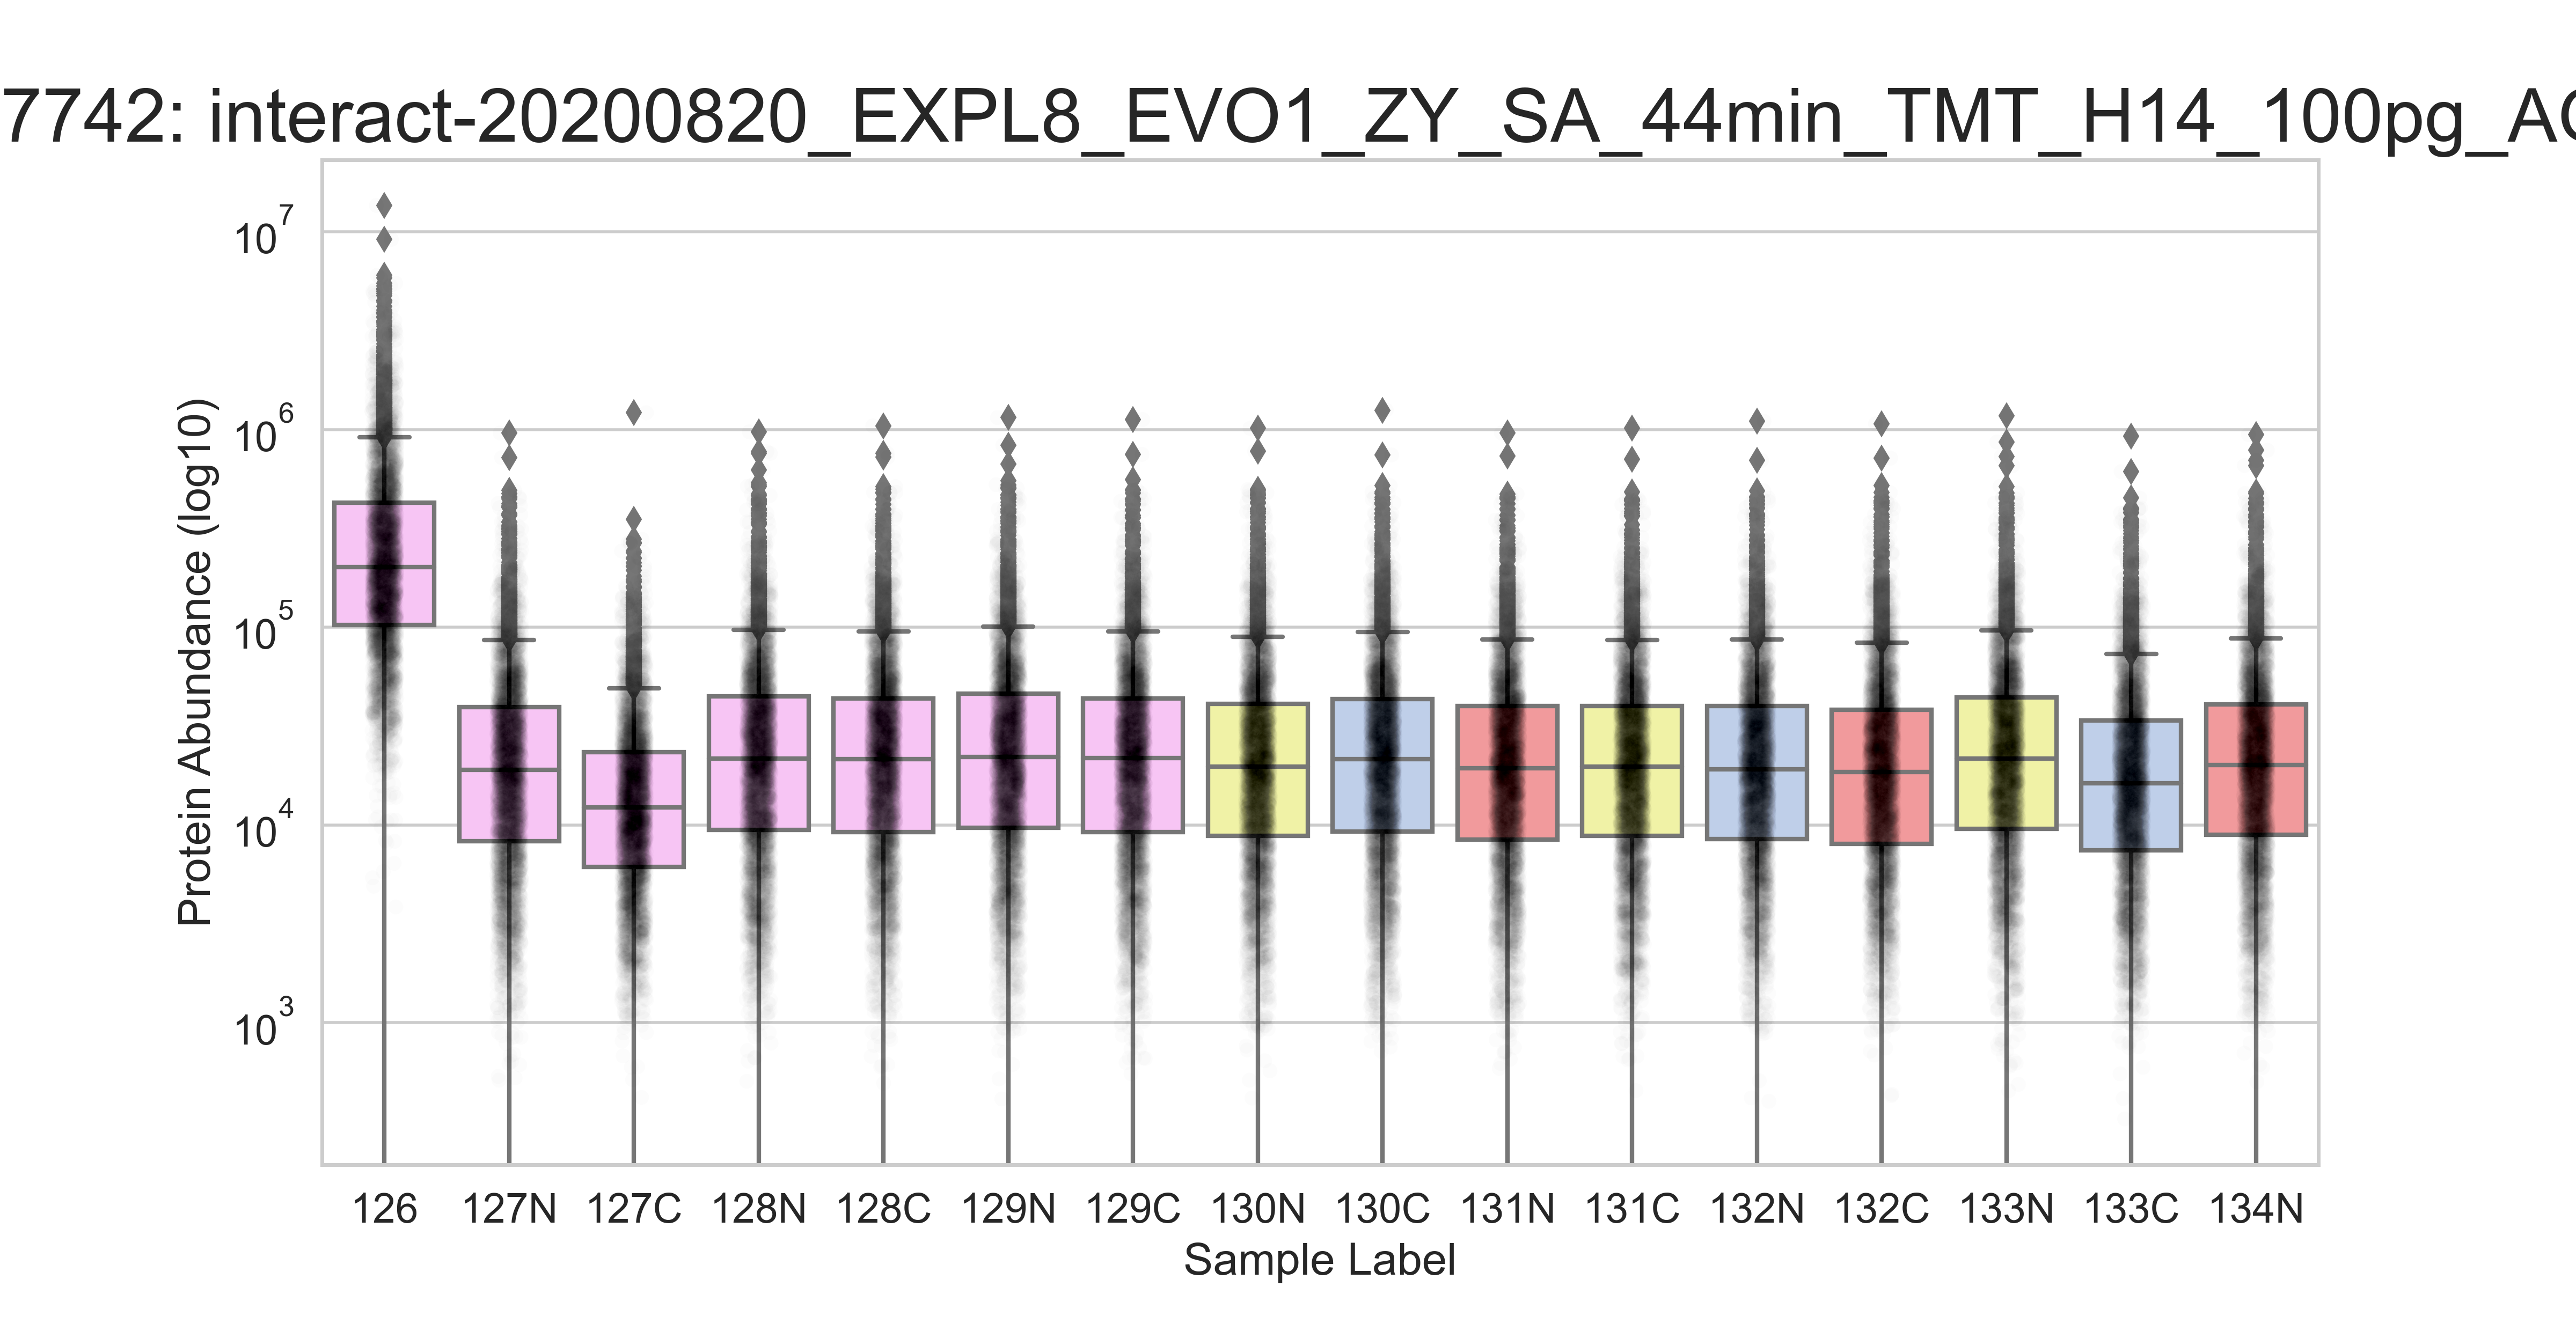 7742: interact-20200820_EXPL8_EVO1_ZY_SA_44min_TMT_H14_100pg_AG
Protein Abundance (log10)
10^7
10^6
10^5
10^4
10^3
126 127N 127C 128N 128C 129N 129C 130N 130C 131N 131C 132N 132C 133N 133C 134N
Sample Label